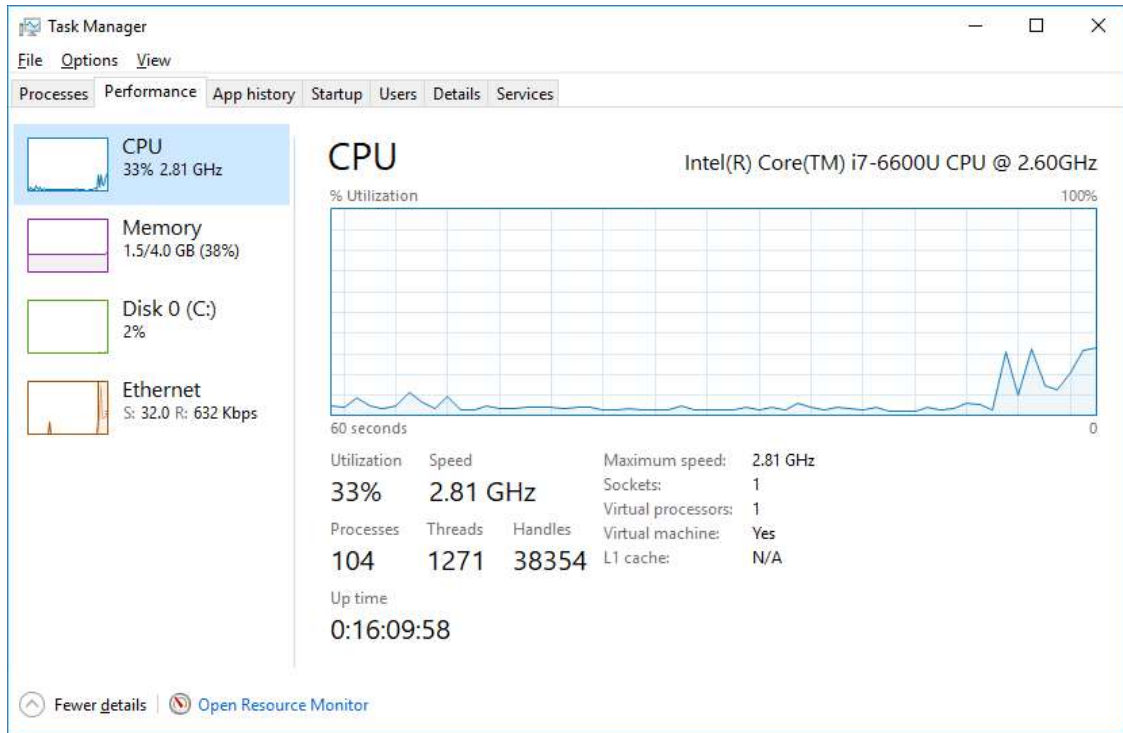 Task Manager
File Options View
Processes Performance App history Startup Users Details Services
CPU
33% 2.81 GHz
Memory
1.5/4.0 GB (38%)
Disk 0 (C:)
2%
Ethernet
S: 32.0 R: 632 Kbps
CPU Intel(R) Core(TM) i7-6600U CPU @ 2.60GHz
% Utilization 100%
60 seconds 0
Utilization Speed
33% 2.81 GHz
Processes Threads Handles
104 1271 38354
Up time
0:16:09:58
Maximum speed: 2.81 GHz
Sockets: 1
Virtual processors: 1
Virtual machine: Yes
L1 cache: N/A
Fewer details Open Resource Monitor